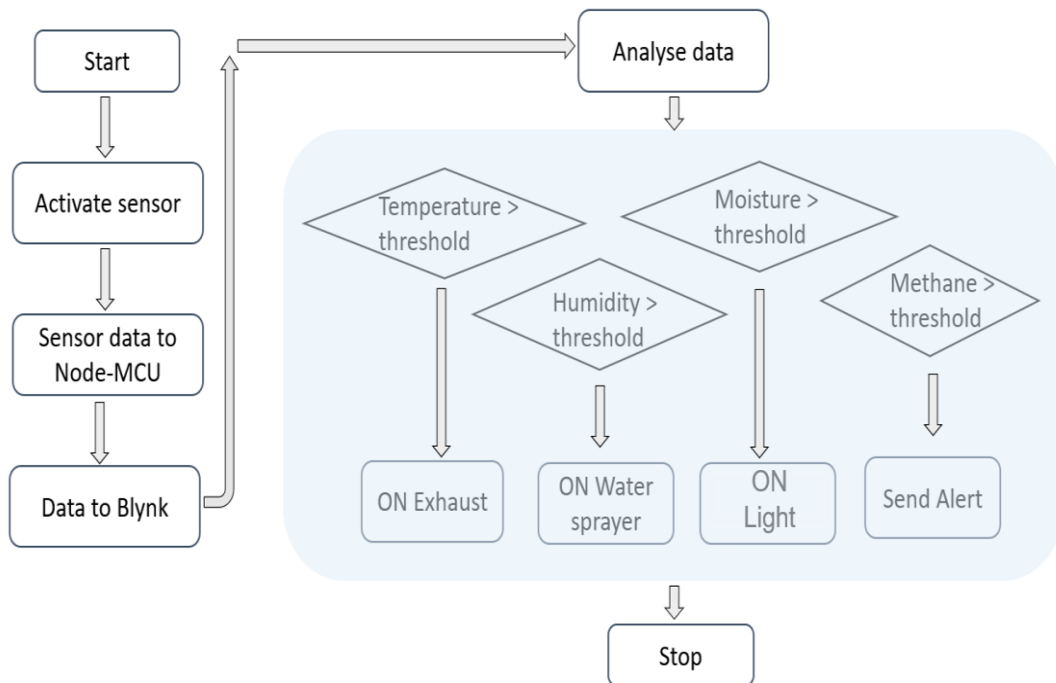 Start
Activate sensor
Sensor data to
Node-MCU
Data to Blynk
Analyse data
Temperature >
threshold
Humidity >
threshold
Moisture >
threshold
Methane >
threshold
ON Exhaust
ON Water
sprayer
ON
Light
Send Alert
Stop